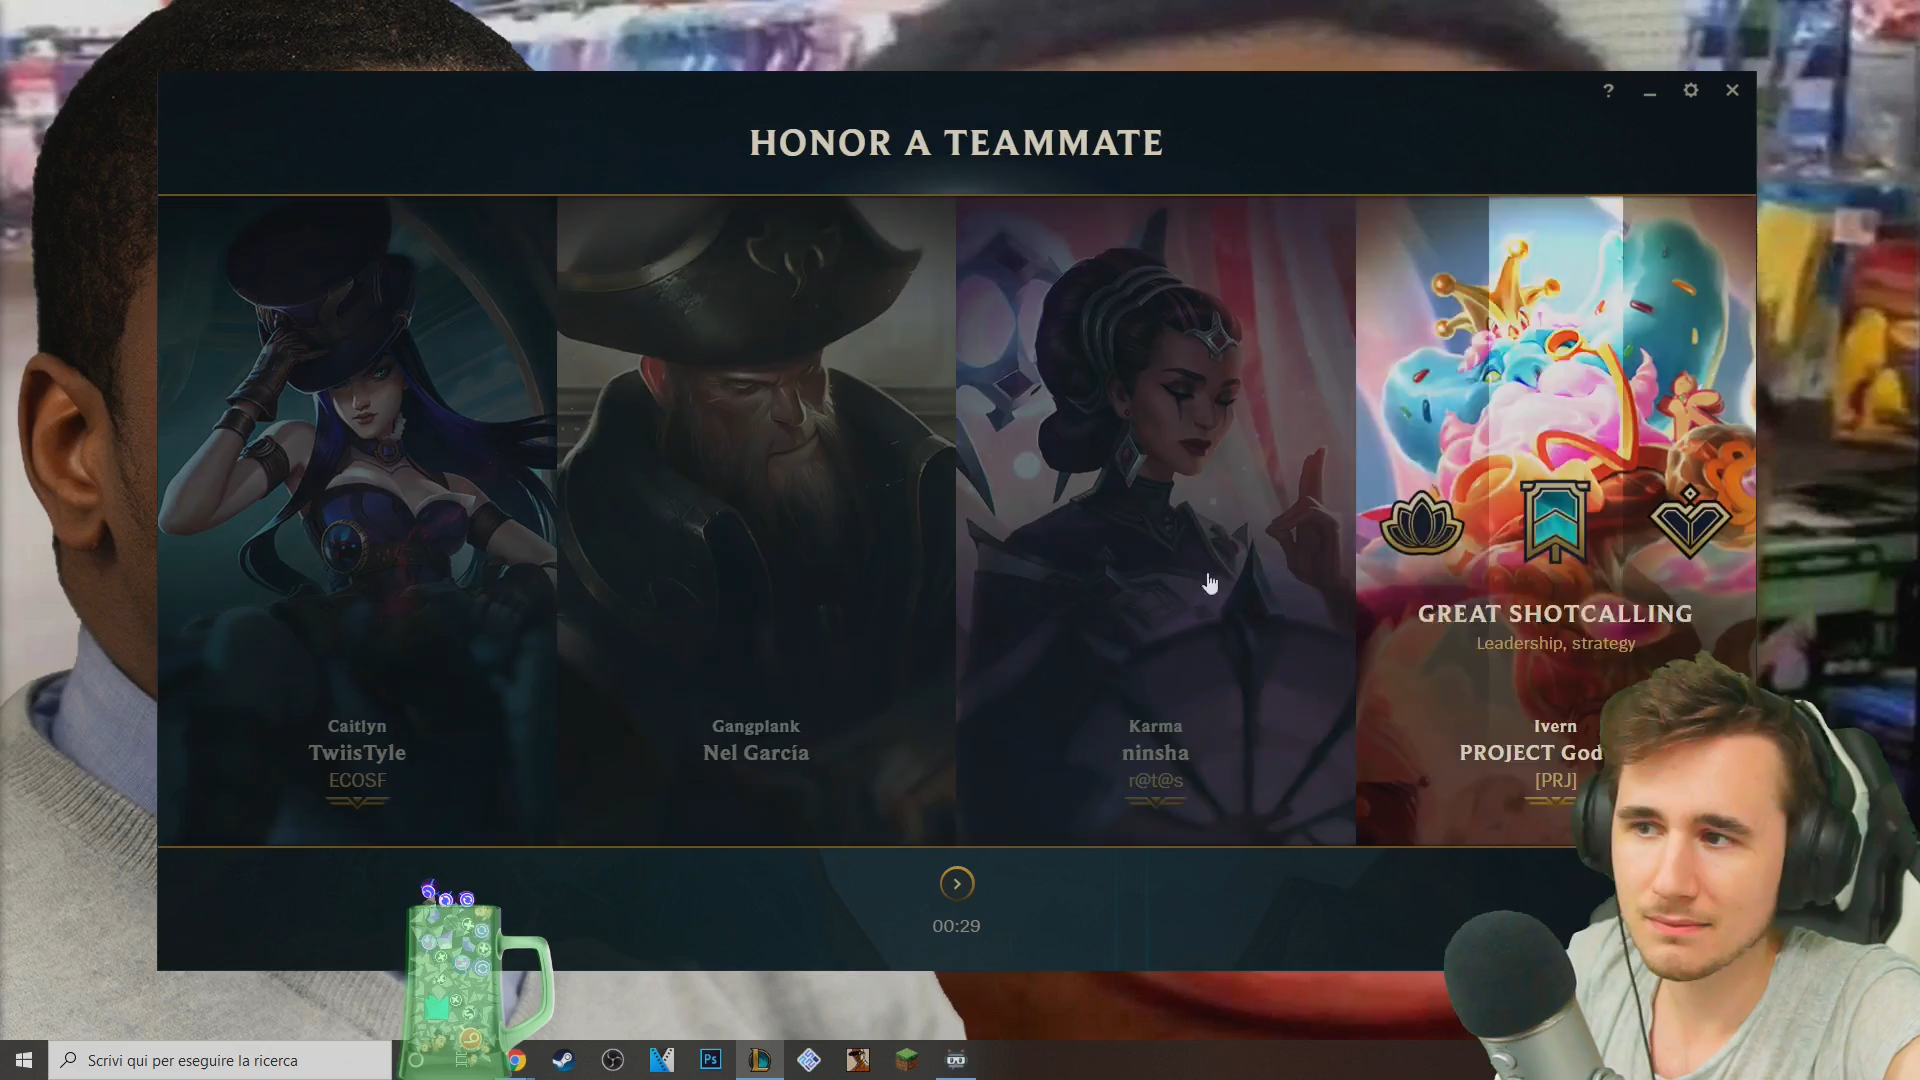 ?
HONOR A TEAMMATE
GREAT SHOTCALLING
Leadership, strategy
Caitlyn
TwiisTyle
ECOSF
Gangplank
Nel García
Karma
ninsha
r@t@s
Ivern
PROJECT God
[PRJ]
00:29
Scrivi qui per eseguire la ricerca
Ps